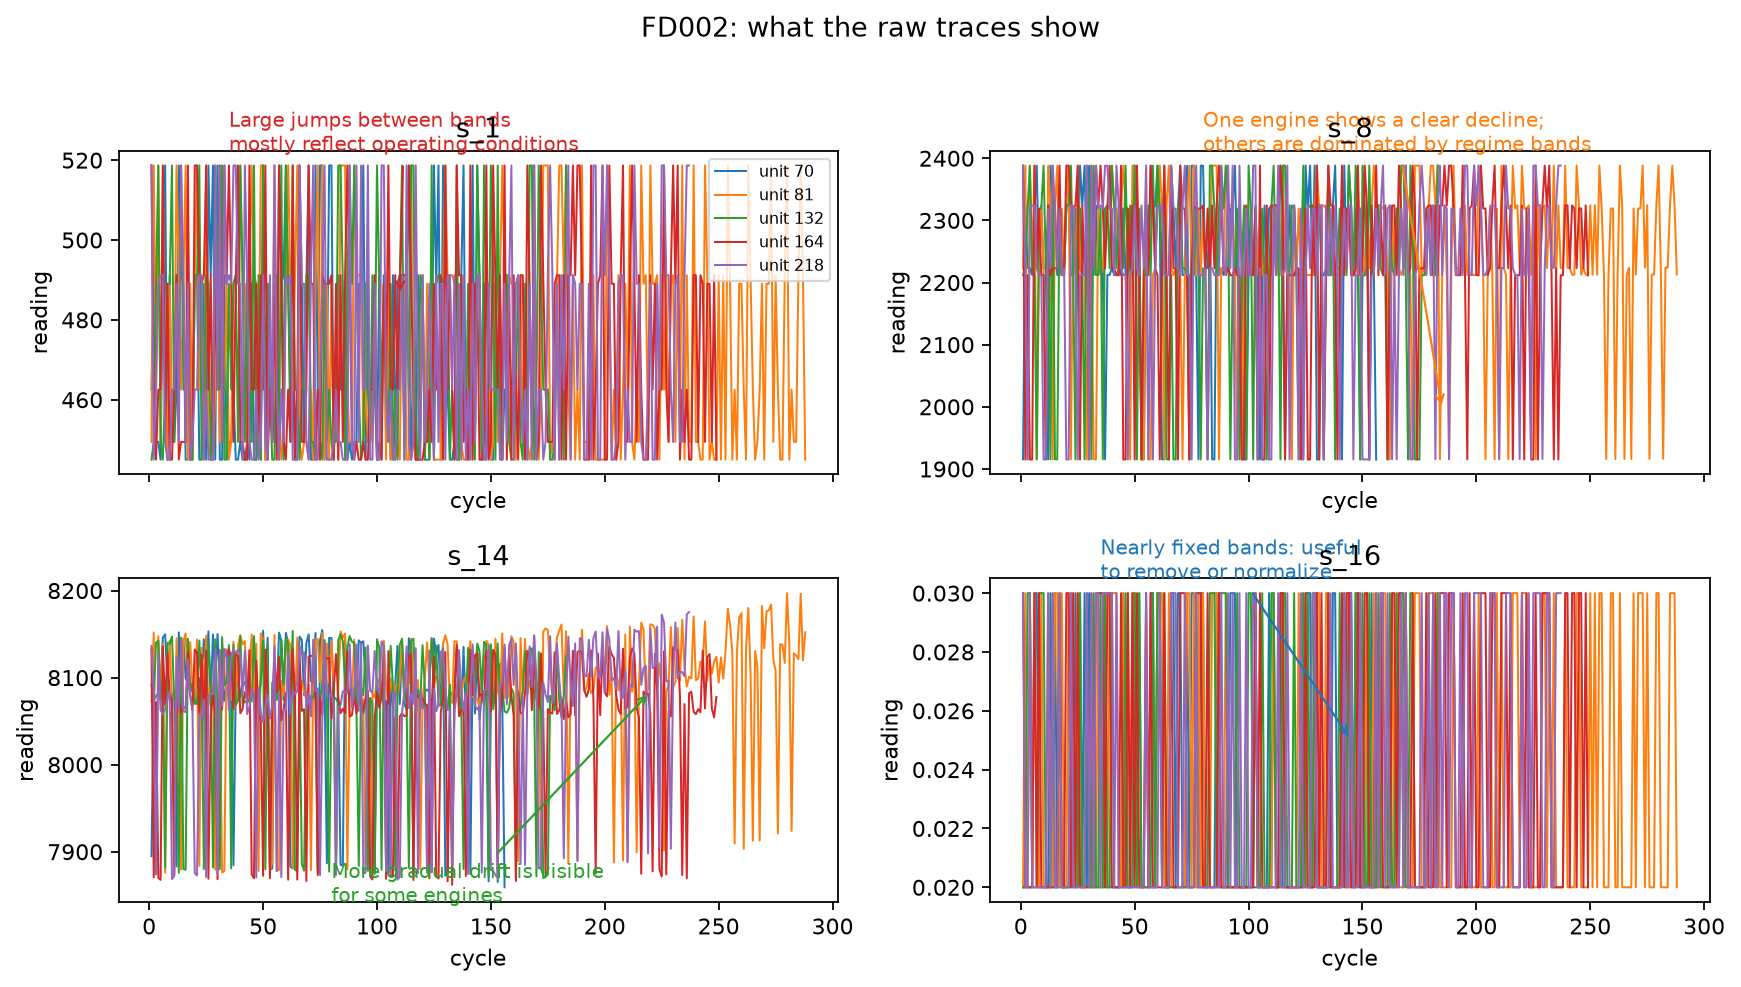 FD002: what the raw traces show
Large jumps between bands
mostly reflect operating conditions
s_1
520
500
480
460
reading
cycle
unit 70
unit 81
unit 132
unit 164
unit 218
One engine shows a clear decline;
others are dominated by regime bands
s_8
2400
2300
2200
2100
2000
1900
reading
cycle
s_14
8200
8100
8000
7900
reading
More gradual drift is visible
for some engines
0 50 100 150 200 250 300
cycle
Nearly fixed bands: useful
to remove or normalize
s_16
0.030
0.028
0.026
0.024
0.022
0.020
reading
0 50 100 150 200 250 300
cycle